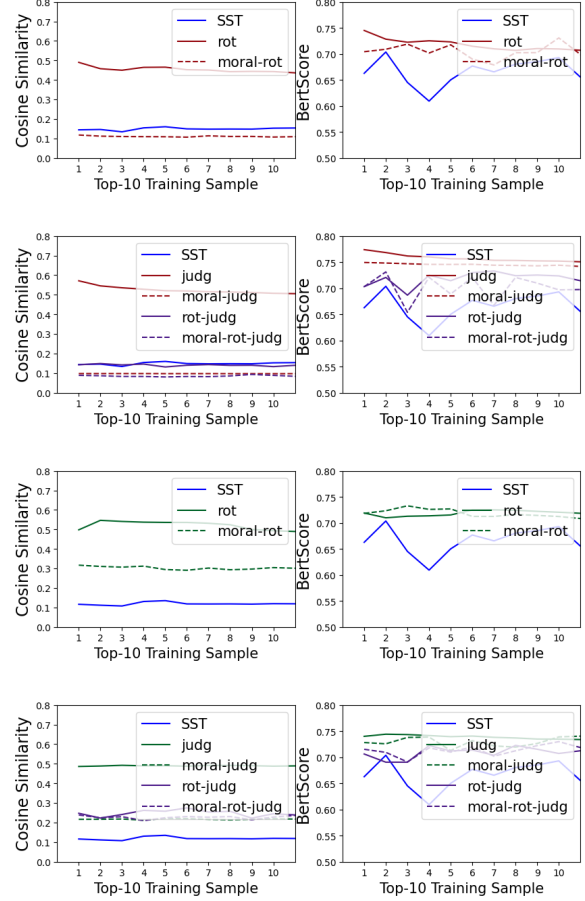 0.8
0.7
0.6
0.5
0.4
0.3
0.2
0.1
0.0
Cosine Similarity
SST
rot
moral-rot
1 2 3 4 5 6 7 8 9 10
Top-10 Training Sample
0.80
0.75
0.70
0.65
0.60
0.55
0.50
BertScore
SST
rot
moral-rot
1 2 3 4 5 6 7 8 9 10
Top-10 Training Sample
0.8
0.7
0.6
0.5
0.4
0.3
0.2
0.1
0.0
Cosine Similarity
SST
judg
moral-judg
rot-judg
moral-rot-judg
1 2 3 4 5 6 7 8 9 10
Top-10 Training Sample
0.80
0.75
0.70
0.65
0.60
0.55
0.50
BertScore
SST
judg
moral-judg
rot-judg
moral-rot-judg
1 2 3 4 5 6 7 8 9 10
Top-10 Training Sample
0.8
0.7
0.6
0.5
0.4
0.3
0.2
0.1
0.0
Cosine Similarity
SST
rot
moral-rot
1 2 3 4 5 6 7 8 9 10
Top-10 Training Sample
0.80
0.75
0.70
0.65
0.60
0.55
0.50
BertScore
SST
rot
moral-rot
1 2 3 4 5 6 7 8 9 10
Top-10 Training Sample
0.8
0.7
0.6
0.5
0.4
0.3
0.2
0.1
0.0
Cosine Similarity
SST
judg
moral-judg
rot-judg
moral-rot-judg
1 2 3 4 5 6 7 8 9 10
Top-10 Training Sample
0.80
0.75
0.70
0.65
0.60
0.55
0.50
BertScore
SST
judg
moral-judg
rot-judg
moral-rot-judg
1 2 3 4 5 6 7 8 9 10
Top-10 Training Sample